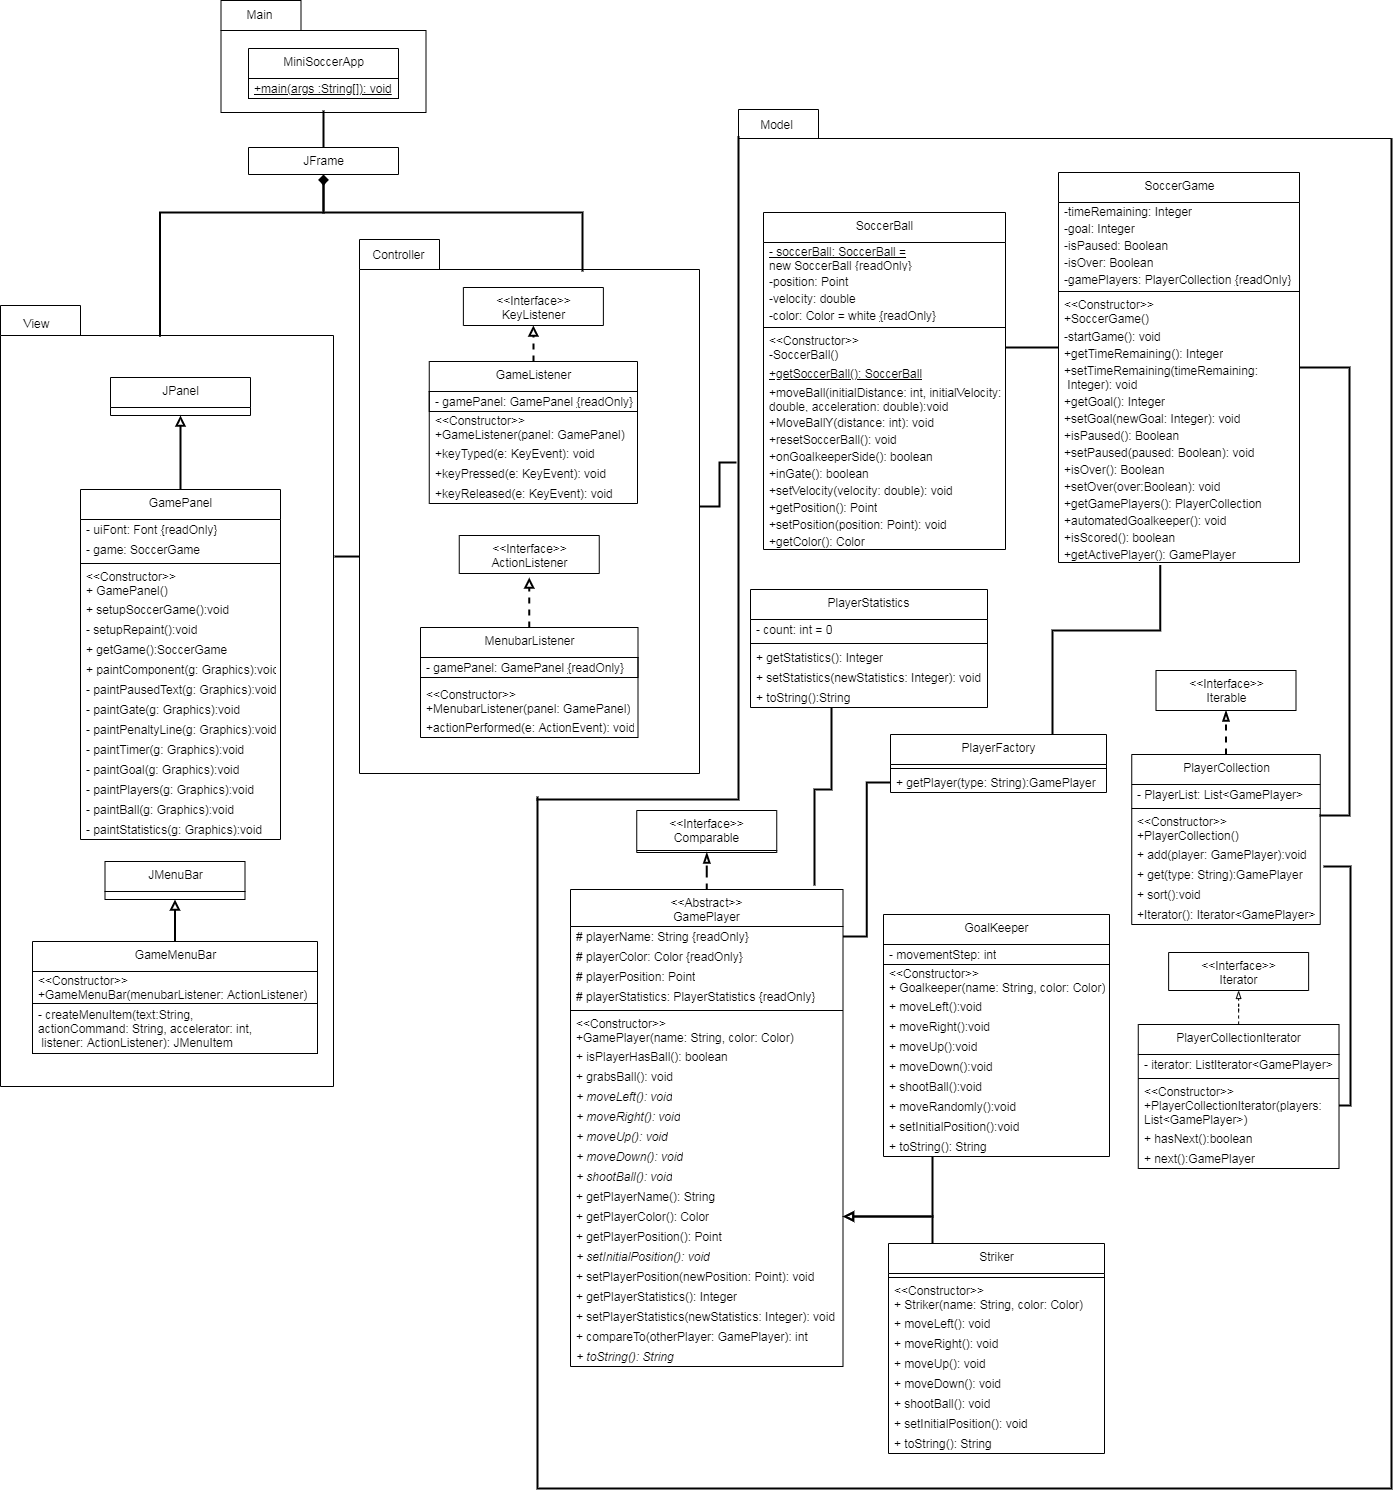 Main
MiniSoccerApp
+main(args :String[]): void
JFrame
View
JPanel
GamePanel
- uiFont: Font {readOnly}
- game: SoccerGame
<<Constructor>>
+ GamePanel()
+ setupSoccerGame():void
- setupRepaint():void
+ getGame():SoccerGame
+ paintComponent(g: Graphics):voic
- paintPausedText(g: Graphics):void
- paintGate(g: Graphics):void
- paintPenaltyLine(g: Graphics):void
- paintTimer(g: Graphics):void
- paintGoal(g: Graphics):void
- paintPlayers(g: Graphics):void
- paintBall(g: Graphics):void
- paintStatistics(g: Graphics):void
JMenuBar
GameMenuBar
<<Constructor>>
+GameMenuBar(menubarListener: ActionListener)
- createMenuItem(text:String,
actionCommand: String, accelerator: int,
listener: ActionListener): JMenuItem
Controller
<<Interface>>
KeyListener
GameListener
- gamePanel: GamePanel {readOnly}
<<Constructor>>
+GameListener(panel: GamePanel)
+keyTyped(e: KeyEvent): void
+keyPressed(e: KeyEvent): void
+keyReleased(e: KeyEvent): void
<<Interface>>
ActionListener
MenubarListener
- gamePanel: GamePanel {readOnly}
<<Constructor>>
+MenubarListener(panel: GamePanel)
+actionPerformed(e: ActionEvent): void
Model
SoccerBall
- soccerBall: SoccerBall =
new SoccerBall {readOnly}
-position: Point
-velocity: double
-color: Color = white {readOnly}
<<Constructor>>
-SoccerBall()
+getSoccerBall(): SoccerBall
+moveBall(initialDistance: int, initialVelocity:
double, acceleration: double):void
+MoveBallY(distance: int): void
+resetSoccerBall(): void
+onGoalkeeperSide(): boolean
+inGate(): boolean
+setVelocity(velocity: double): void
+getPosition(): Point
+setPosition(position: Point): void
+getColor(): Color
SoccerGame
-timeRemaining: Integer
-goal: Integer
-isPaused: Boolean
-isOver: Boolean
-gamePlayers: PlayerCollection {readOnly}
<<Constructor>>
+SoccerGame()
-startGame(): void
+getTimeRemaining(): Integer
+setTimeRemaining(timeRemaining:
Integer): void
+getGoal(): Integer
+setGoal(newGoal: Integer): void
+isPaused(): Boolean
+setPaused(paused: Boolean): void
+isOver(): Boolean
+setOver(over:Boolean): void
+getGamePlayers(): PlayerCollection
+automatedGoalkeeper(): void
+isScored(): boolean
+getActivePlayer(): GamePlayer
PlayerStatistics
- count: int = 0
+ getStatistics(): Integer
+ setStatistics(newStatistics: Integer): void
+ toString():String
PlayerFactory
+ getPlayer(type: String):GamePlayer
<<Interface>>
Iterable
PlayerCollection
- PlayerList: List<GamePlayer>
<<Constructor>>
+PlayerCollection()
+ add(player: GamePlayer):void
+ get(type: String):GamePlayer
+ sort():void
+Iterator(): Iterator<GamePlayer>
<<Interface>>
Iterator
PlayerCollectionIterator
- iterator: ListIterator<GamePlayer>
<<Constructor>>
+PlayerCollectionIterator(players:
List<GamePlayer>)
+ hasNext():boolean
+ next():GamePlayer
<<Interface>>
Comparable
<<Abstract>>
GamePlayer
# playerName: String {readOnly}
# playerColor: Color {readOnly}
# playerPosition: Point
# playerStatistics: PlayerStatistics {readOnly}
<<Constructor>>
+GamePlayer(name: String, color: Color)
+ isPlayerHasBall(): boolean
+ grabsBall(): void
+ moveLeft(): void
+ moveRight(): void
+ moveUp(): void
+ moveDown(): void
+ shootBall(): void
+ getPlayerName(): String
+ getPlayerColor(): Color
+ getPlayerPosition(): Point
+ setInitialPosition(): void
+ setPlayerPosition(newPosition: Point): void
+ getPlayerStatistics(): Integer
+ setPlayerStatistics(newStatistics: Integer): void
+ compareTo(otherPlayer: GamePlayer): int
+ toString(): String
GoalKeeper
- movementStep: int
<<Constructor>>
+ Goalkeeper(name: String, color: Color)
+ moveLeft():void
+ moveRight():void
+ moveUp():void
+ moveDown():void
+ shootBall():void
+ moveRandomly():void
+ setInitialPosition():void
+ toString(): String
Striker
<<Constructor>>
+ Striker(name: String, color: Color)
+ moveLeft(): void
+ moveRight(): void
+ moveUp(): void
+ moveDown(): void
+ shootBall(): void
+ setInitialPosition(): void
+ toString(): String